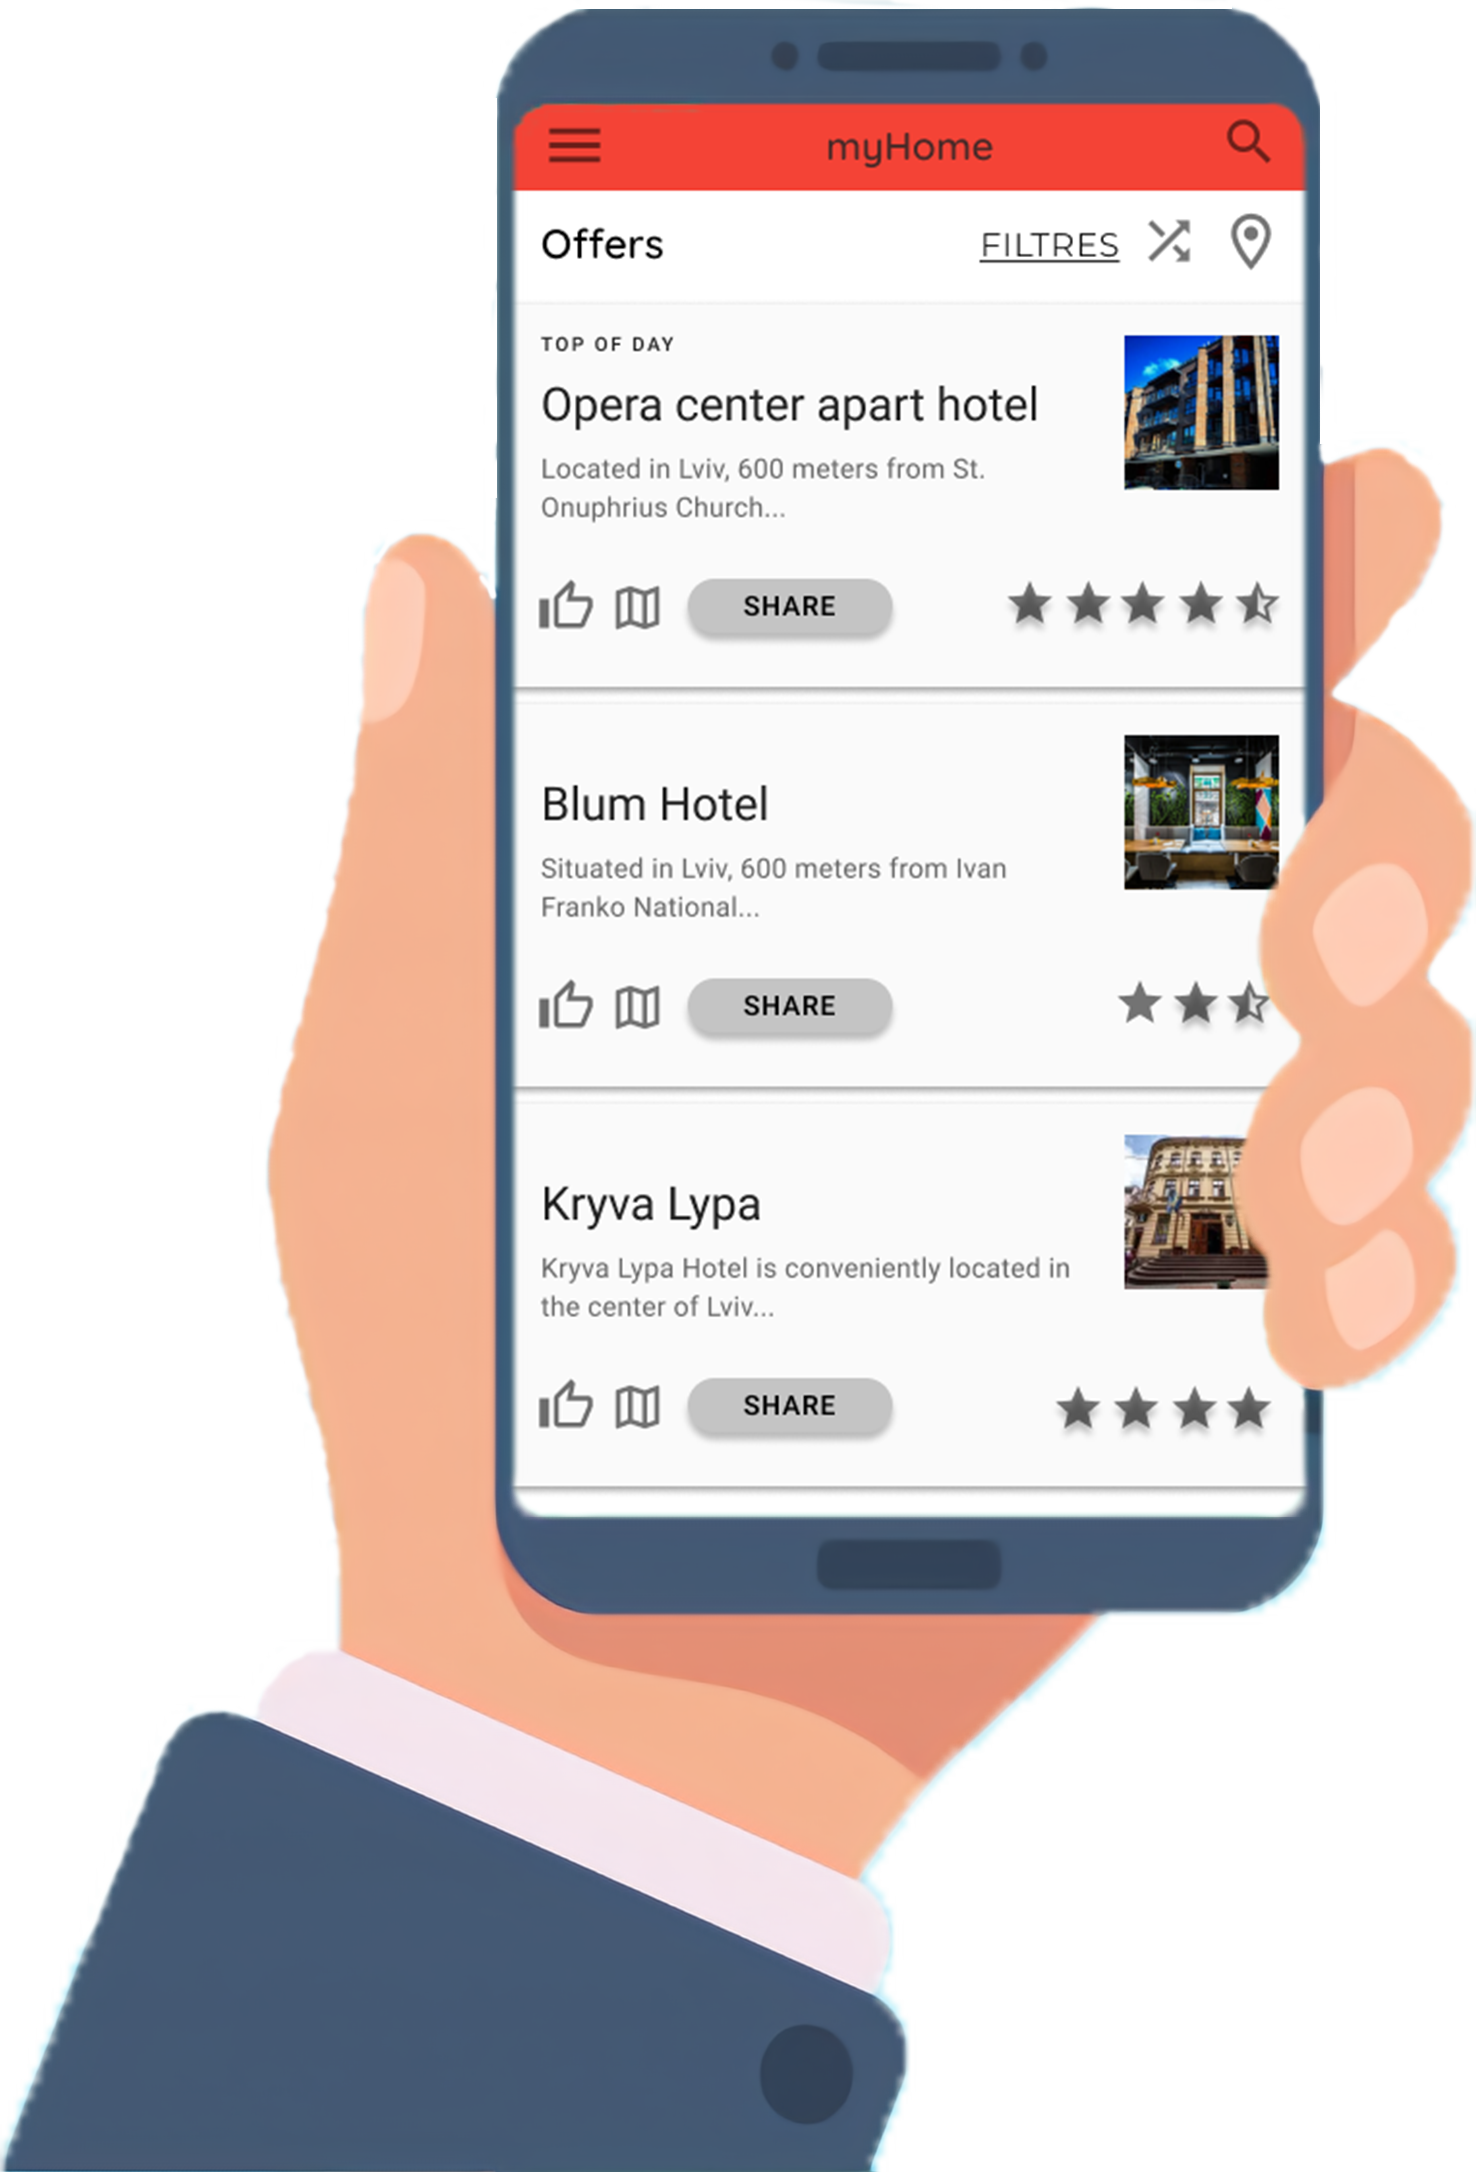 myHome
Offers
FILTRES
TOP OF DAY
Opera center apart hotel
Located in Lviv, 600 meters from St.
Onuphrius Church...
SHARE
Blum Hotel
Situated in Lviv, 600 meters from Ivan
Franko National...
SHARE
Kryva Lypa
Kryva Lypa Hotel is conveniently located in
the center of Lviv...
SHARE